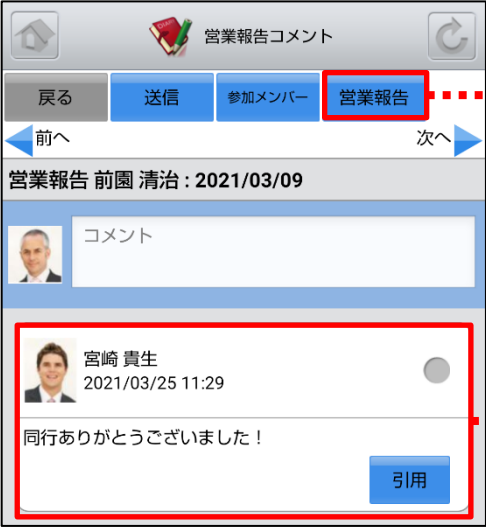 営業報告コメント
戻る 送信 参加メンバー 営業報告
前へ 次へ
営業報告 前園 清治 : 2021/03/09
コメント
宮崎 貴生
2021/03/25 11:29
同行ありがとうございました！
引用